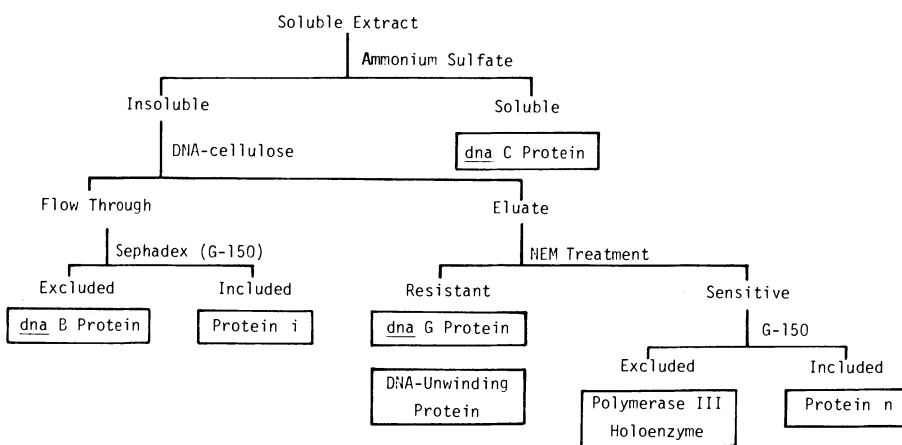 Soluble Extract
Ammonium Sulfate
Insoluble Soluble
DNA-cellulose
dna C Protein
Flow Through Eluate
Sephadex (G-150) NEM Treatment
Excluded Included Resistant Sensitive
dna B Protein Protein i dna G Protein G-150
Excluded Included
DNA-Unwinding
Protein
Polymerase III
Holoenzyme
Protein n